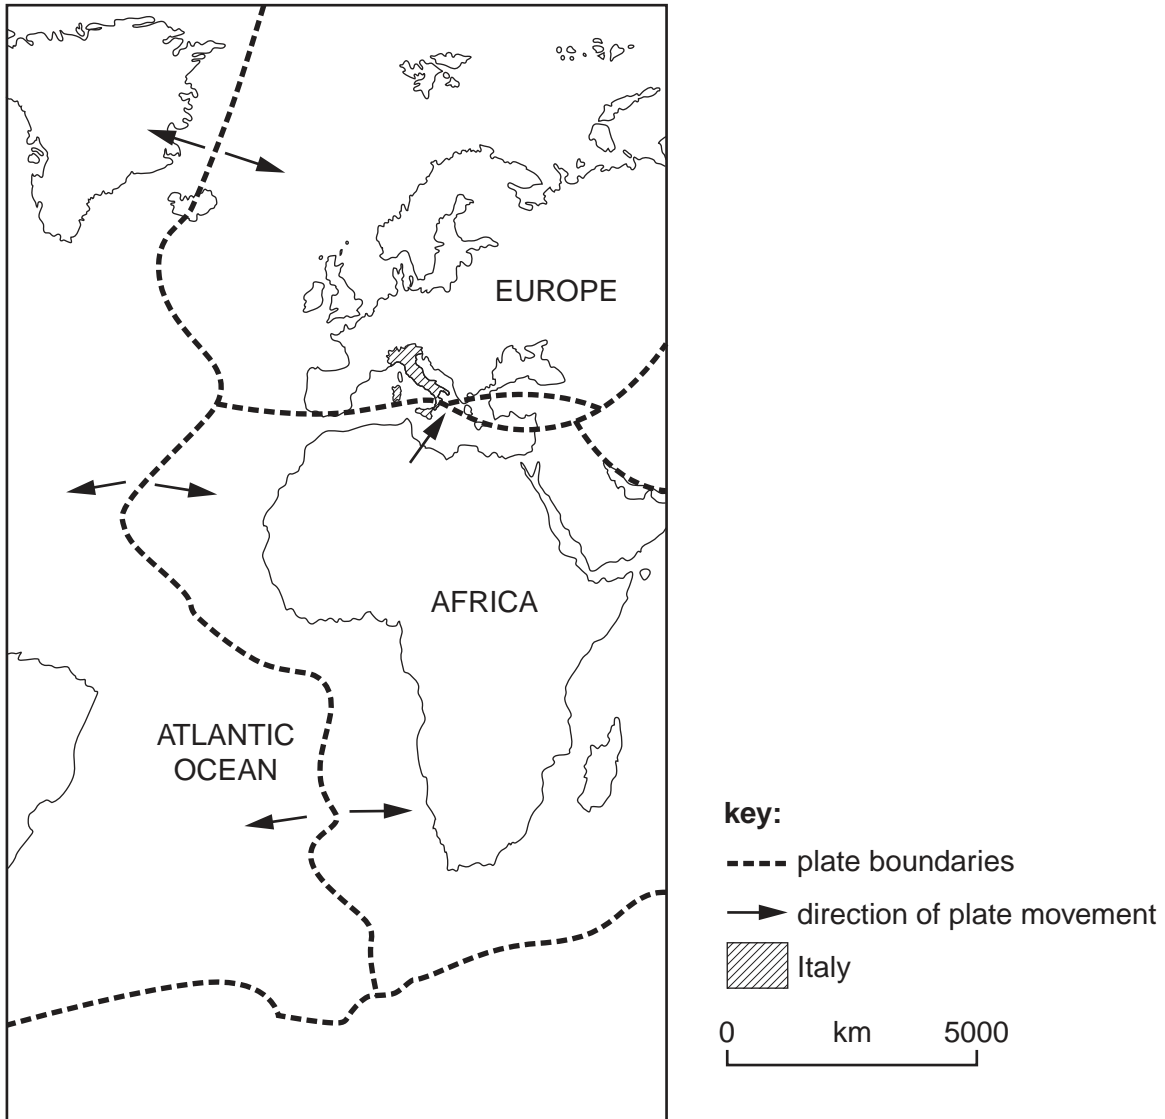 EUROPE
AFRICA
ATLANTIC
OCEAN
key:
plate boundaries
direction of plate movement
Italy
0 km 5000